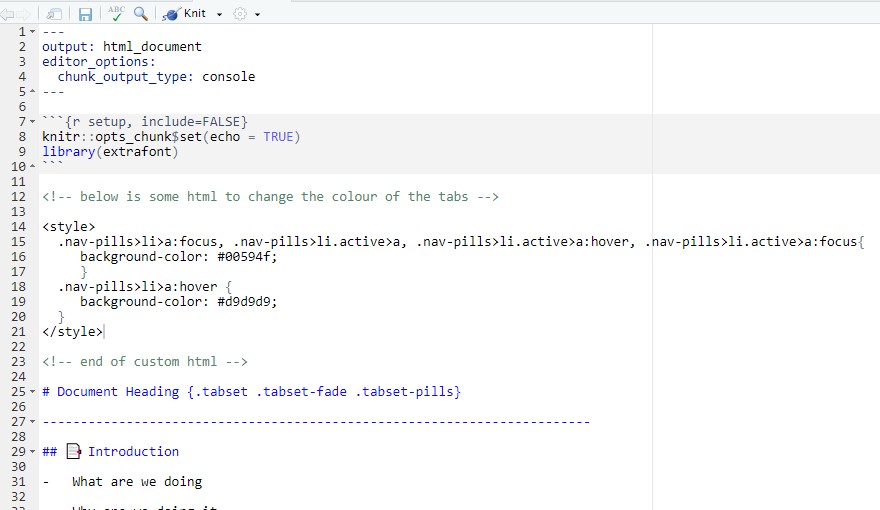 ABC Knit
1 ---
2 output: html_document
3 editor_options:
4   chunk_output_type: console
5 ---
6
7 ```{r setup, include=FALSE}
8 knitr::opts_chunk$set(echo = TRUE)
9 library(extrafont)
10 ```
11
12 <!-- below is some html to change the colour of the tabs -->
13
14 <style>
15   .nav-pills>li>a:focus, .nav-pills>li.active>a, .nav-pills>li.active>a:hover, .nav-pills>li.active>a:focus{
16      background-color: #00594f;
17      }
18   .nav-pills>li>a:hover {
19      background-color: #d9d9d9;
20   }
21 </style>
22
23 <!-- end of custom html -->
24
25 # Document Heading {.tabset .tabset-fade .tabset-pills}
26
27 -------------------------------------------------------------------------
28
29 ## 📑 Introduction
30
31 -   What are we doing
32